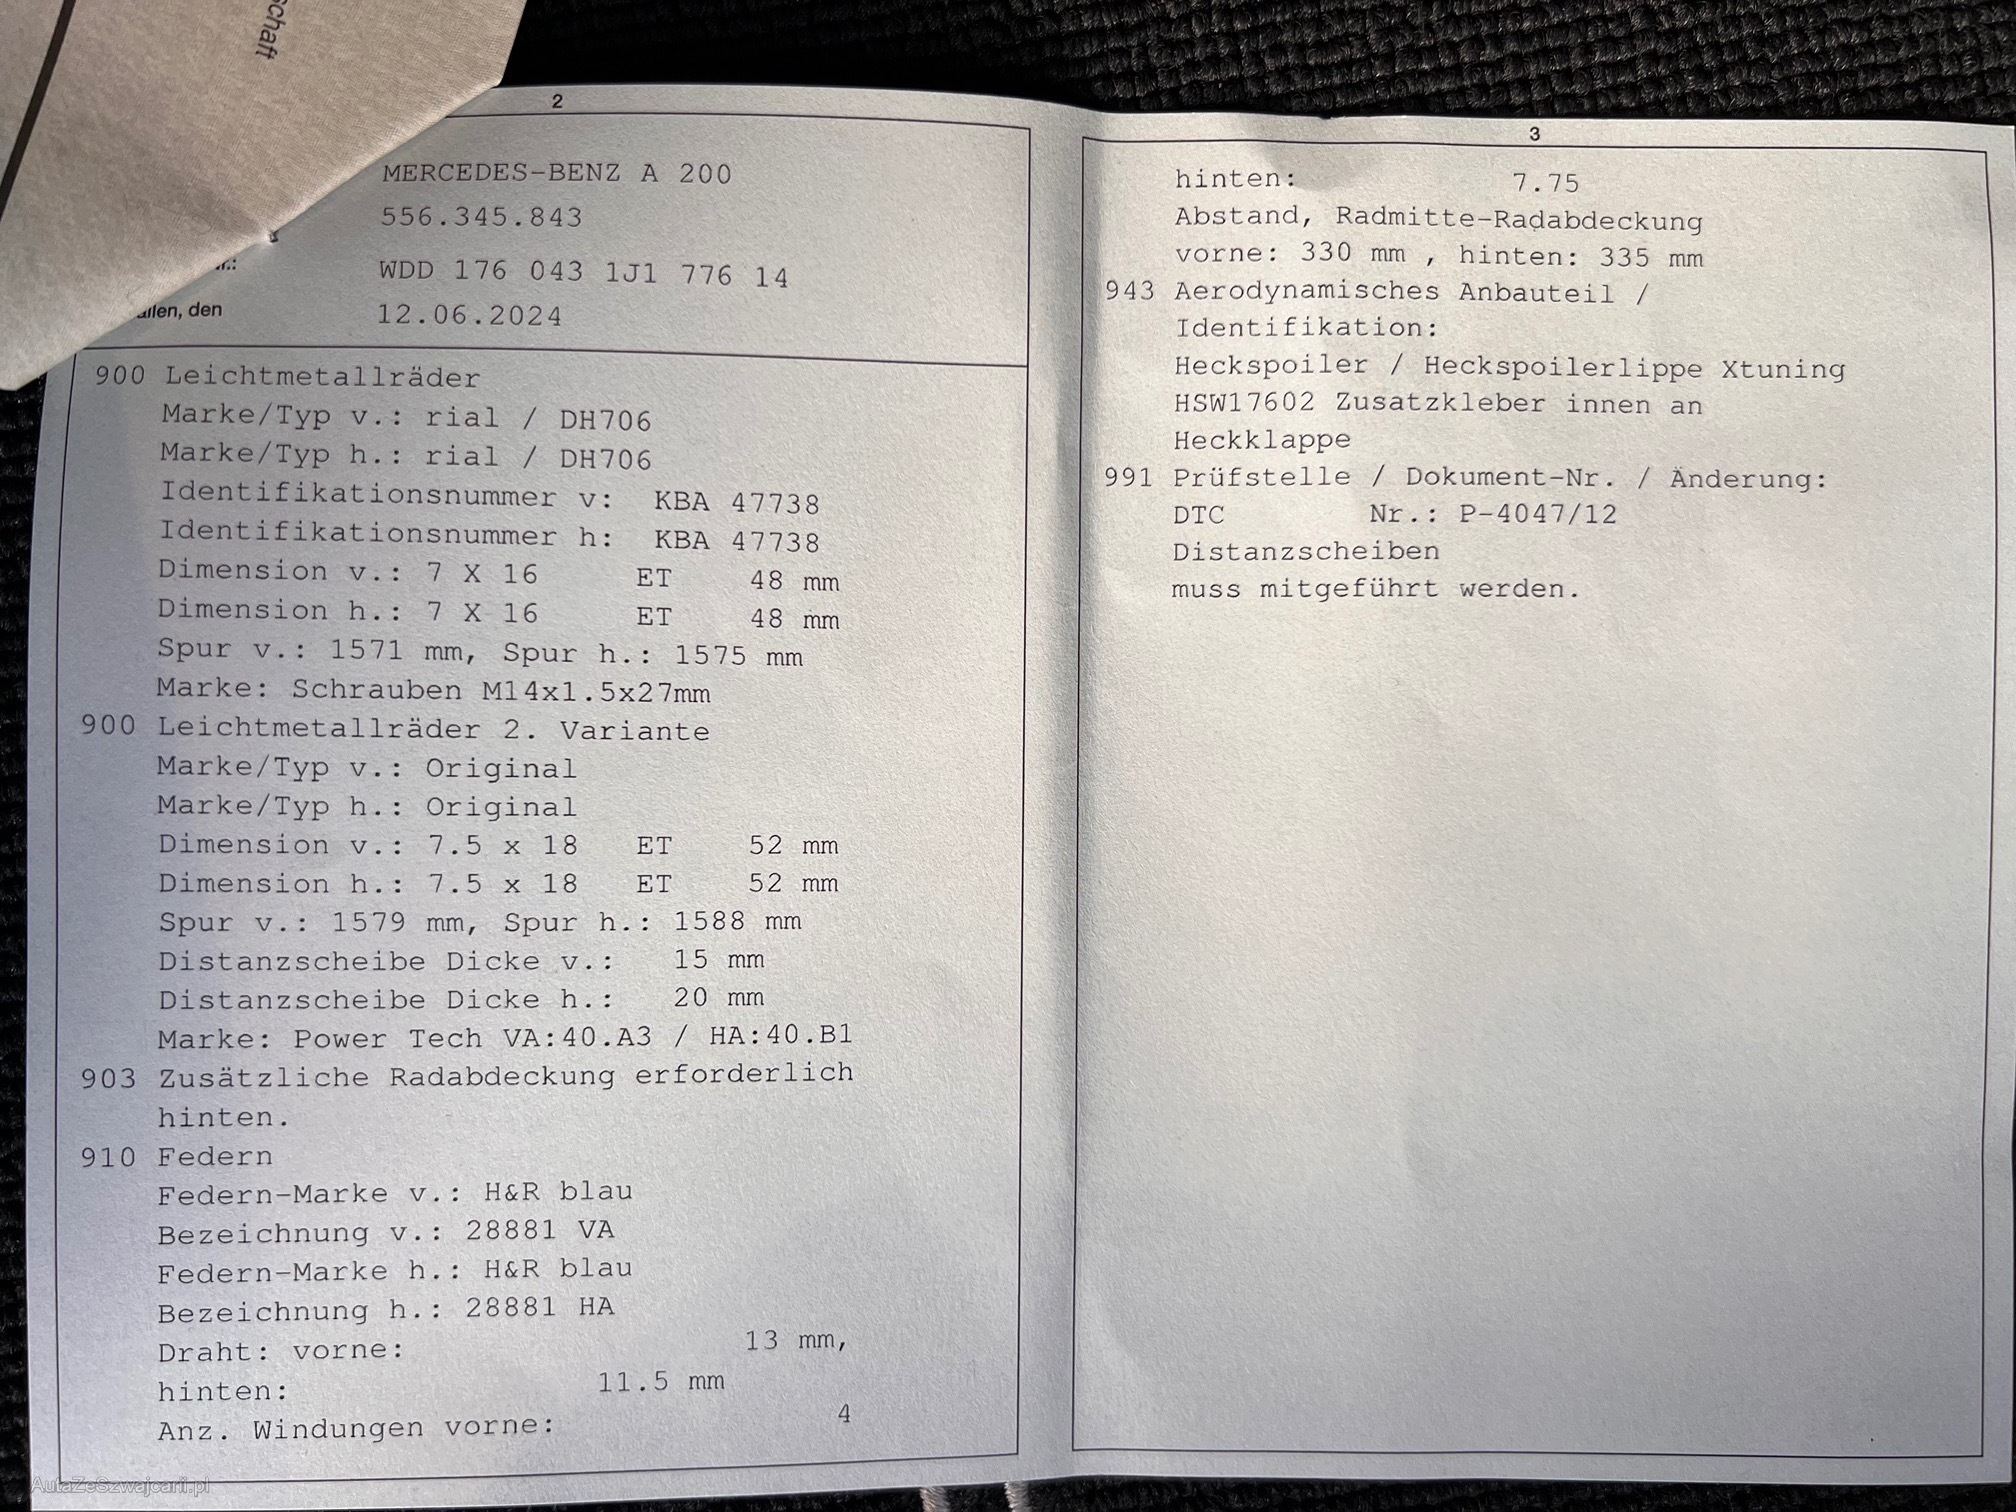 schaft
2
MERCEDES-BENZ A 200
556.345.843
WDD 176 043 1J1 776 14
den 12.06.2024
900 Leichtmetallräder
Marke/Typ v.: rial / DH706
Marke/Typ h.: rial / DH706
Identifikationsnummer v: KBA 47738
Identifikationsnummer h: KBA 47738
Dimension v.: 7 X 16 ET 48 mm
Dimension h.: 7 X 16 ET 48 mm
Spur v.: 1571 mm, Spur h.: 1575 mm
Marke: Schrauben M14x1.5x27mm
900 Leichtmetallräder 2. Variante
Marke/Typ v.: Original
Marke/Typ h.: Original
Dimension v.: 7.5 x 18 ET 52 mm
Dimension h.: 7.5 x 18 ET 52 mm
Spur v.: 1579 mm, Spur h.: 1588 mm
Distanzscheibe Dicke v.: 15 mm
Distanzscheibe Dicke h.: 20 mm
Marke: Power Tech VA:40.A3 / HA:40.B1
903 Zusätzliche Radabdeckung erforderlich
hinten.
910 Federn
Federn-Marke v.: H&R blau
Bezeichnung v.: 28881 VA
Federn-Marke h.: H&R blau
Bezeichnung h.: 28881 HA
Draht: vorne: 13 mm,
hinten: 11.5 mm
Anz. Windungen vorne: 4
3
hinten: 7.75
Abstand, Radmitte-Radabdeckung
vorne: 330 mm , hinten: 335 mm
943 Aerodynamisches Anbauteil /
Identifikation:
Heckspoiler / Heckspoilerlippe Xtuning
HSW17602 Zusatzkleber innen an
Heckklappe
991 Prüfstelle / Dokument-Nr. / Änderung:
DTC Nr.: P-4047/12
Distanzscheiben
muss mitgeführt werden.
AutaZeSzwajcarii.pl